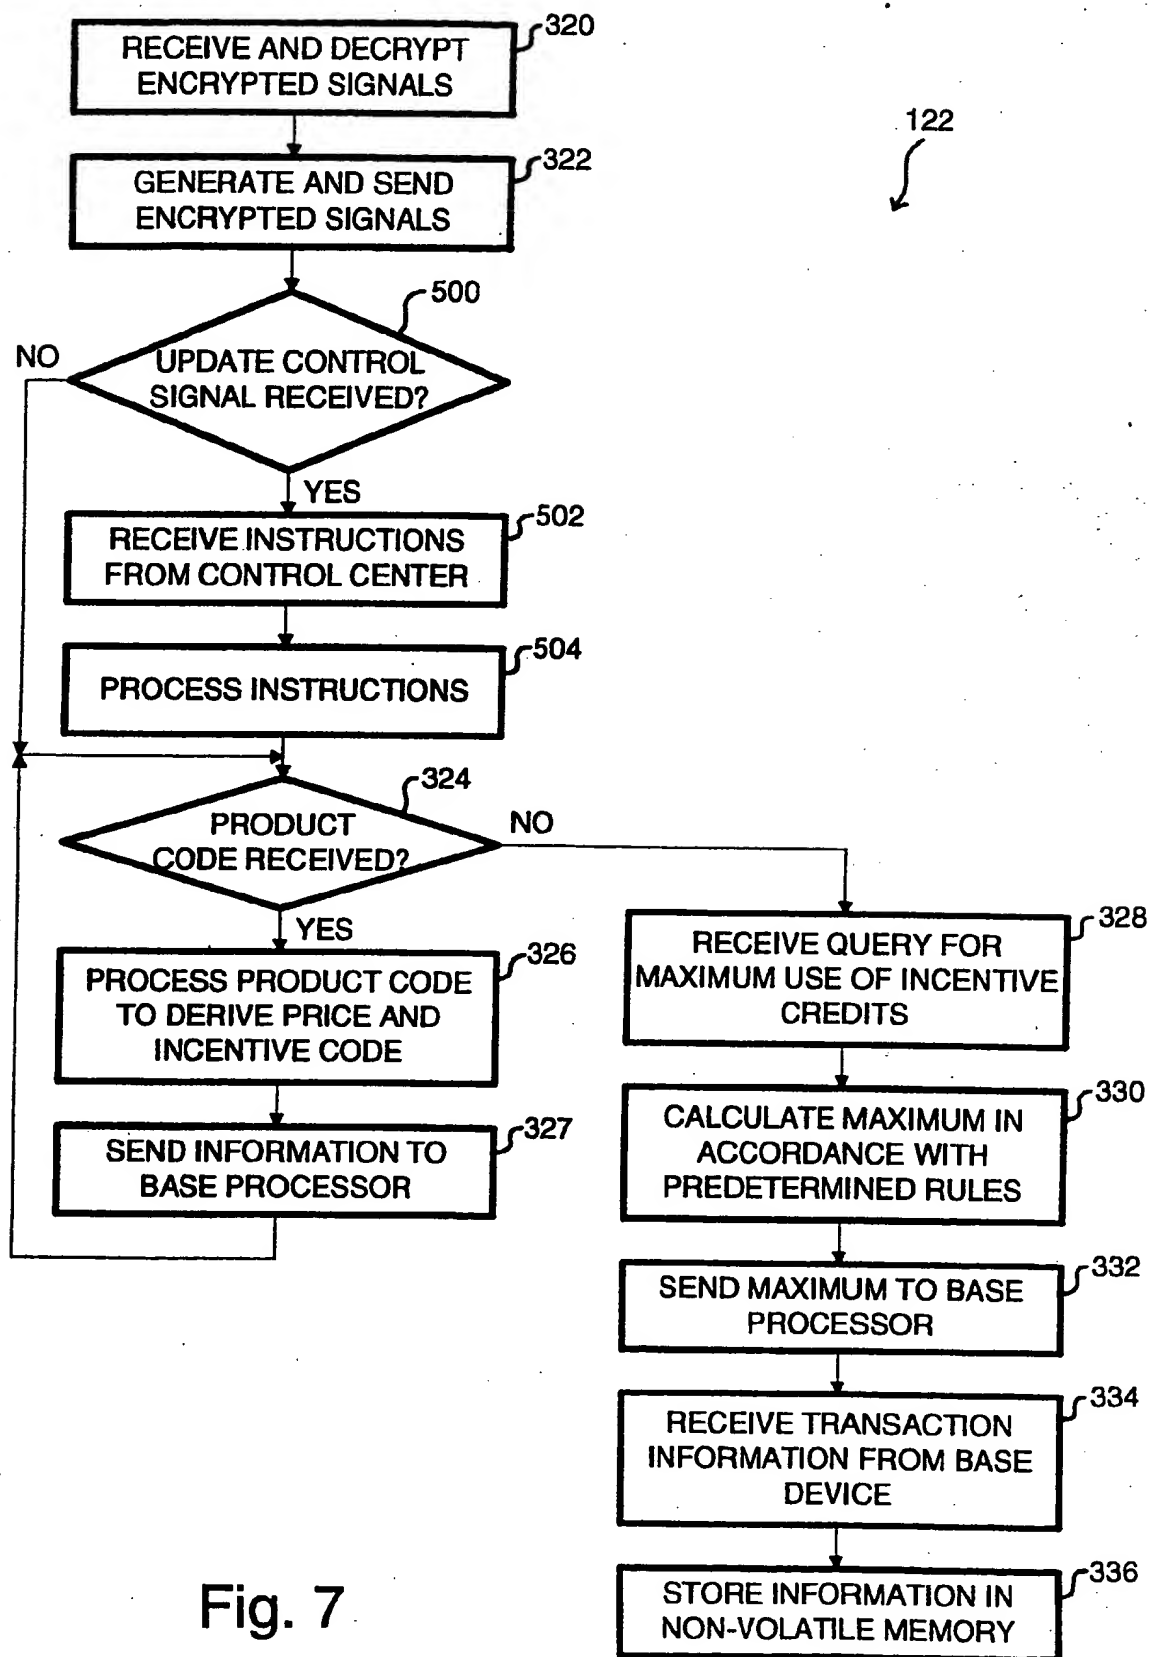 320
RECEIVE AND DECRYPT
ENCRYPTED SIGNALS
122
322
GENERATE AND SEND
ENCRYPTED SIGNALS
500
NO
UPDATE CONTROL
SIGNAL RECEIVED?
YES
502
RECEIVE INSTRUCTIONS
FROM CONTROL CENTER
504
PROCESS INSTRUCTIONS
324
PRODUCT
CODE RECEIVED?
NO
YES
326
PROCESS PRODUCT CODE
TO DERIVE PRICE AND
INCENTIVE CODE
327
SEND INFORMATION TO
BASE PROCESSOR
328
RECEIVE QUERY FOR
MAXIMUM USE OF INCENTIVE
CREDITS
330
CALCULATE MAXIMUM IN
ACCORDANCE WITH
PREDETERMINED RULES
332
SEND MAXIMUM TO BASE
PROCESSOR
334
RECEIVE TRANSACTION
INFORMATION FROM BASE
DEVICE
336
STORE INFORMATION IN
NON-VOLATILE MEMORY
Fig. 7